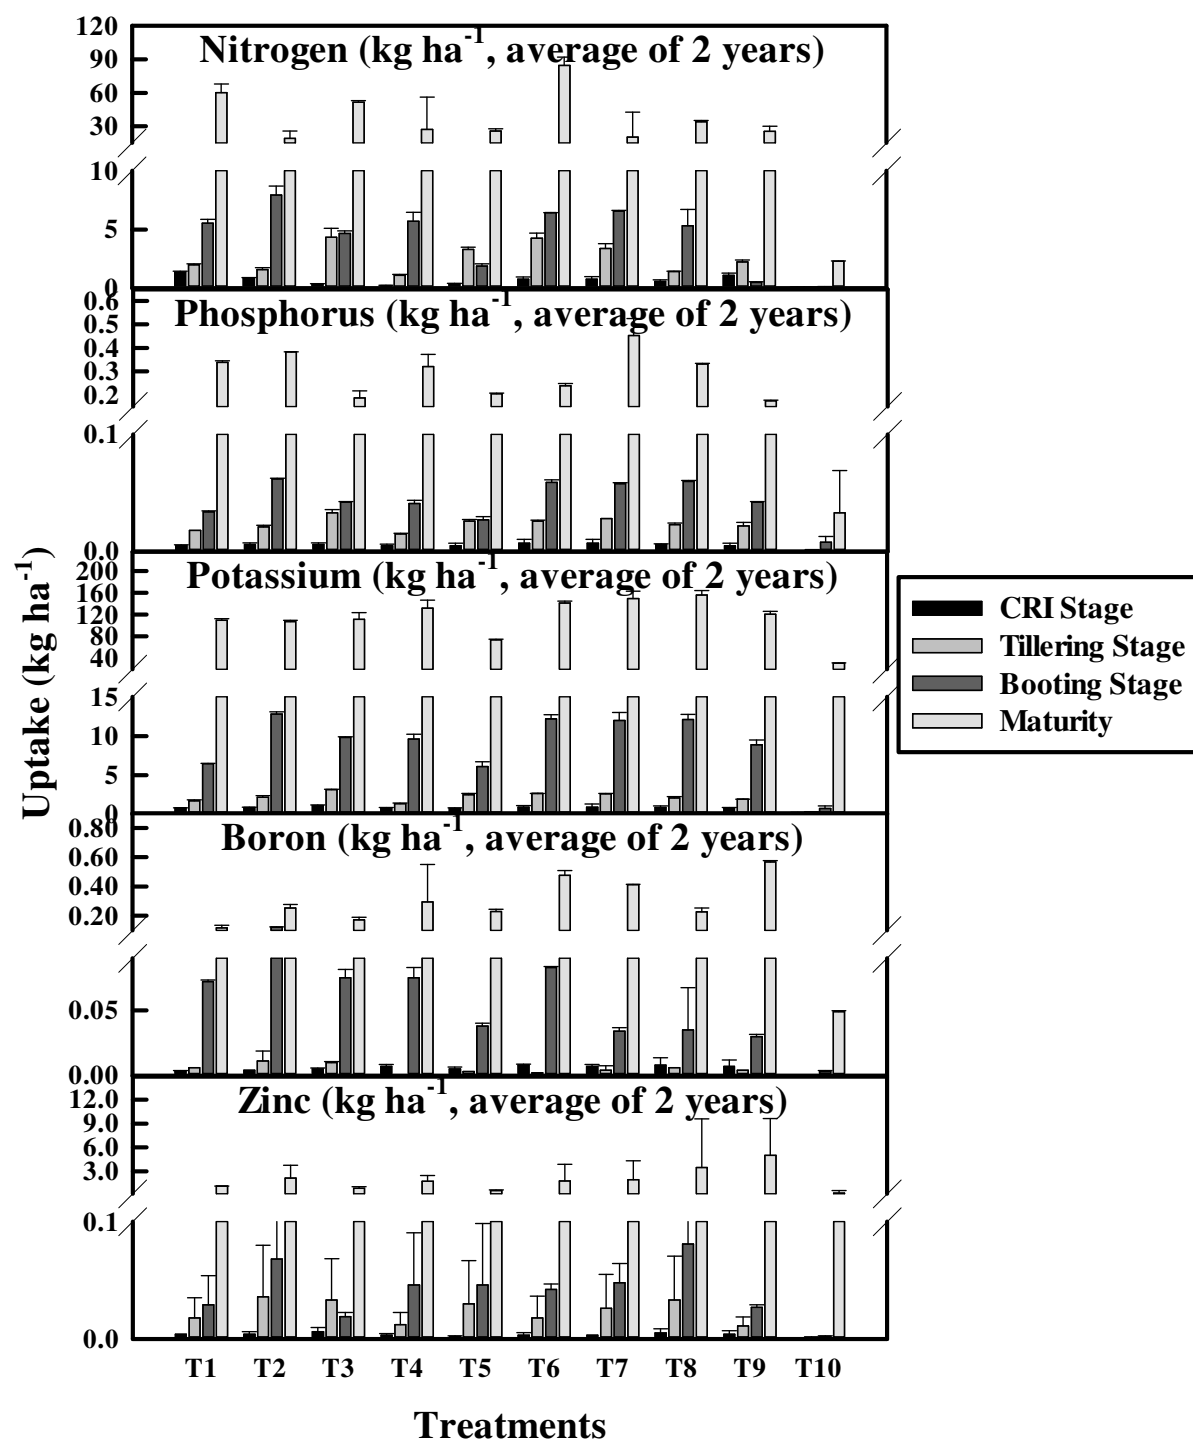 Nitrogen (kg ha-1, average of 2 years)
120
90
60
30
10
5
0
Phosphorus (kg ha-1, average of 2 years)
0.6
0.5
0.4
0.3
0.2
0.1
0.0
Potassium (kg ha-1, average of 2 years)
200
160
120
80
40
15
10
5
0
Boron (kg ha-1, average of 2 years)
0.80
0.60
0.40
0.20
0.05
0.00
Zinc (kg ha-1, average of 2 years)
12.0
9.0
6.0
3.0
0.1
0.0
Uptake (kg ha-1)
T1 T2 T3 T4 T5 T6 T7 T8 T9 T10
Treatments
CRI Stage
Tillering Stage
Booting Stage
Maturity